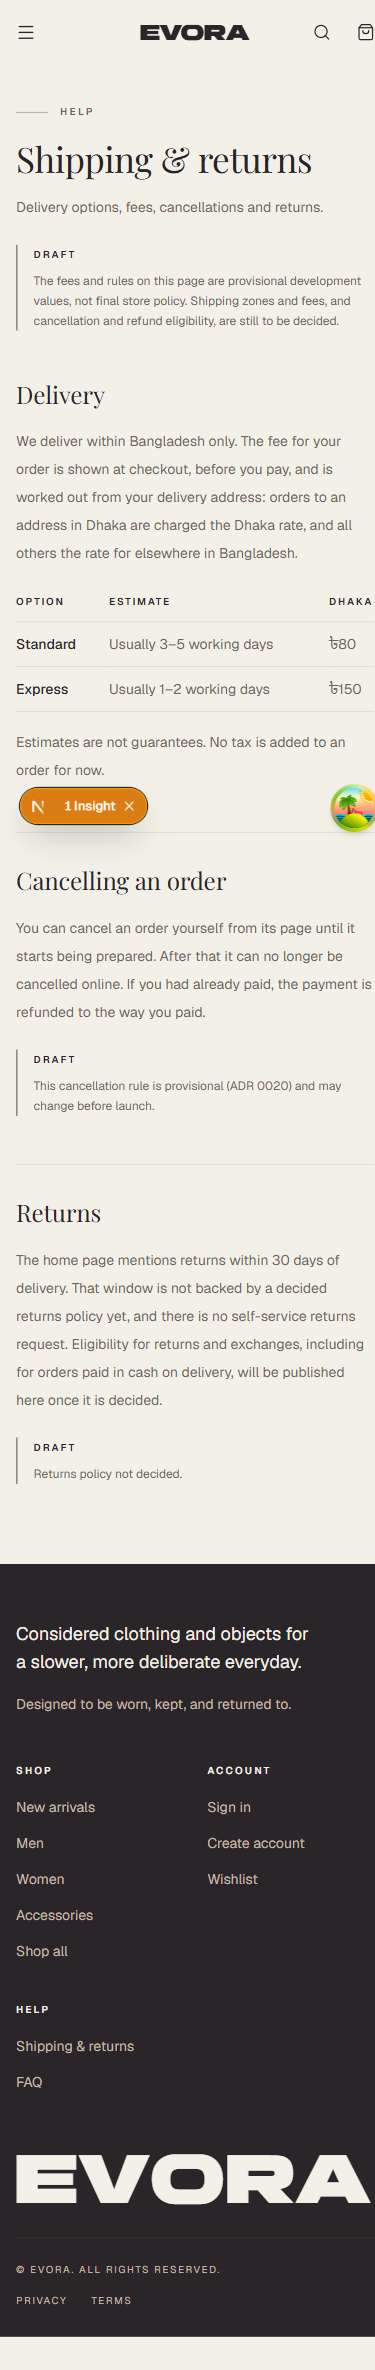 EVORA
HELP
Shipping & returns
Delivery options, fees, cancellations and returns.
DRAFT
The fees and rules on this page are provisional development
values, not final store policy. Shipping zones and fees, and
cancellation and refund eligibility, are still to be decided.
Delivery
We deliver within Bangladesh only. The fee for your
order is shown at checkout, before you pay, and is
worked out from your delivery address: orders to an
address in Dhaka are charged the Dhaka rate, and all
others the rate for elsewhere in Bangladesh.
OPTION ESTIMATE DHAKA
Standard Usually 3–5 working days ৳80
Express Usually 1–2 working days ৳150
Estimates are not guarantees. No tax is added to an
order for now.
N 1 Insight
Cancelling an order
You can cancel an order yourself from its page until it
starts being prepared. After that it can no longer be
cancelled online. If you had already paid, the payment is
refunded to the way you paid.
DRAFT
This cancellation rule is provisional (ADR 0020) and may
change before launch.
Returns
The home page mentions returns within 30 days of
delivery. That window is not backed by a decided
returns policy yet, and there is no self-service returns
request. Eligibility for returns and exchanges, including
for orders paid in cash on delivery, will be published
here once it is decided.
DRAFT
Returns policy not decided.
Considered clothing and objects for
a slower, more deliberate everyday.
Designed to be worn, kept, and returned to.
SHOP
New arrivals
Men
Women
Accessories
Shop all
ACCOUNT
Sign in
Create account
Wishlist
HELP
Shipping & returns
FAQ
EVORA
© EVORA. ALL RIGHTS RESERVED.
PRIVACY TERMS